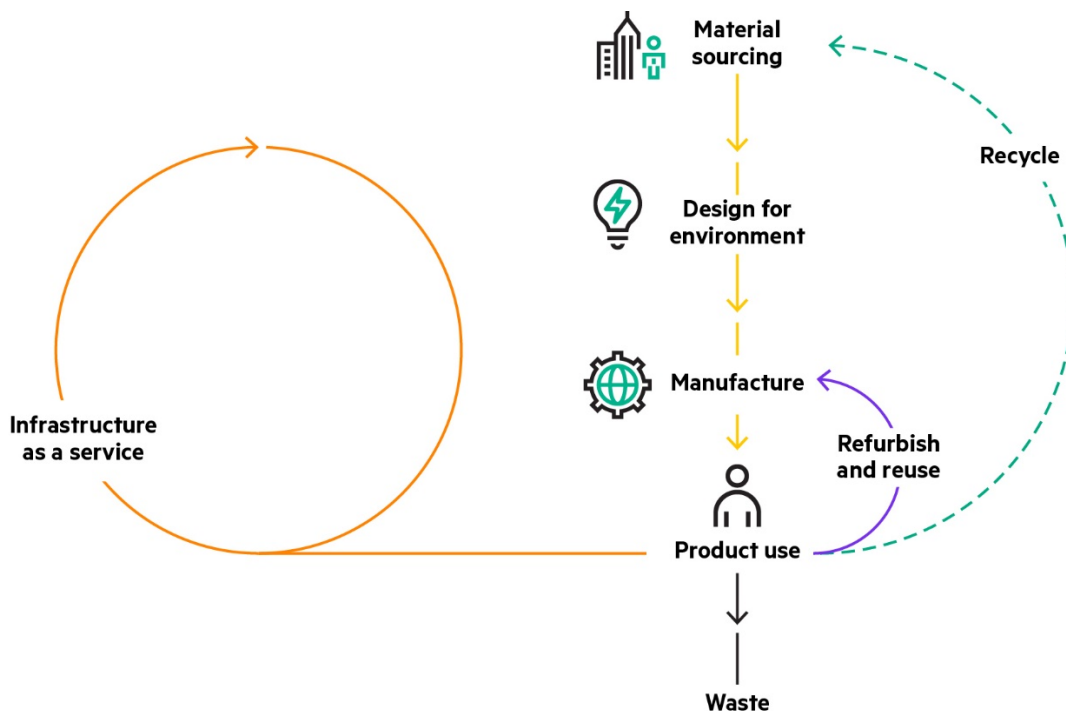 Material
sourcing
Recycle
Design for
environment
Manufacture
Infrastructure
as a service
Refurbish
and reuse
Product use
Waste